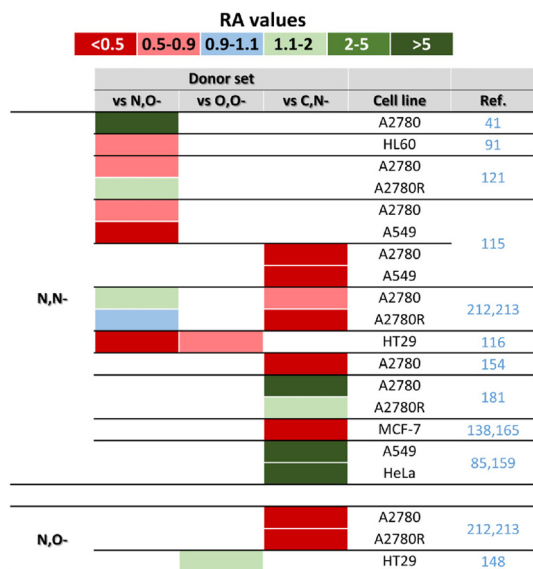 RA values
<0.5 0.5-0.9 0.9-1.1 1.1-2 2-5 >5
Donor set
vs N,O- vs O,O- vs C,N- Cell line Ref.
A2780 41
HL60 91
A2780
121
A2780R
A2780
A549
115
A2780
A549
N,N-
A2780
212,213
A2780R
HT29 116
A2780 154
A2780
181
A2780R
MCF-7 138,165
A549
85,159
HeLa
A2780
N,O- 212,213
A2780R
HT29 148